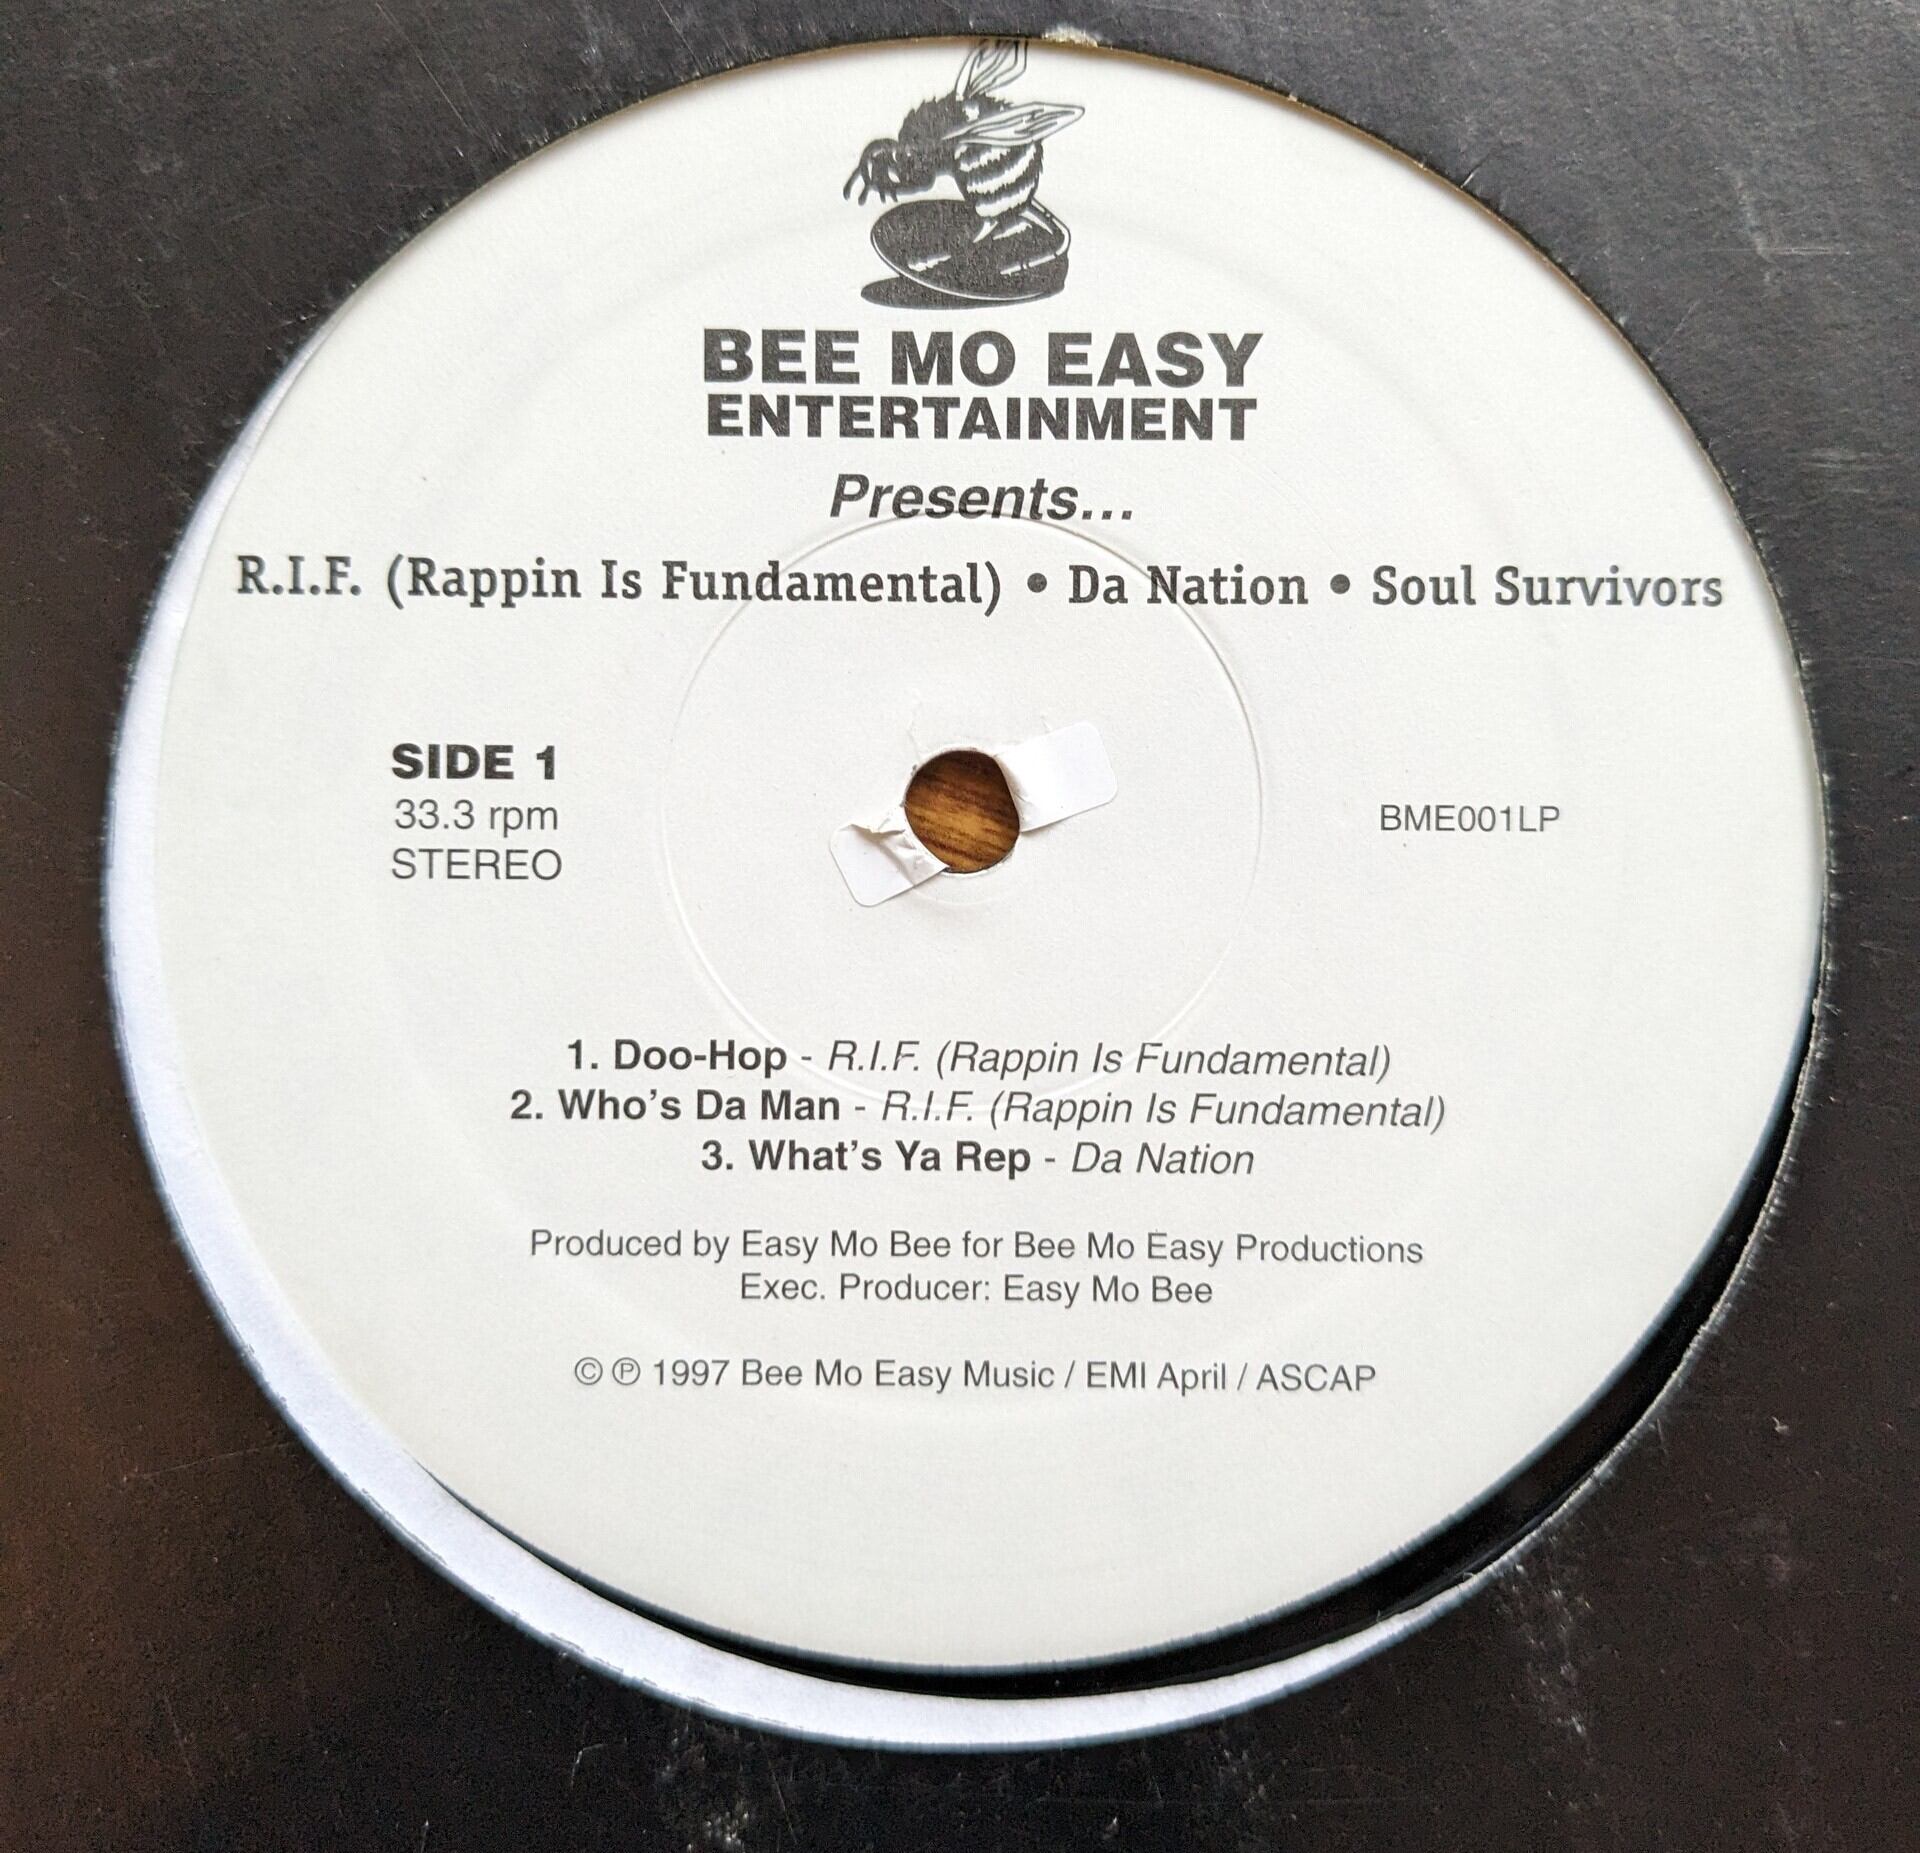 BEE MO EASY
ENTERTAINMENT
Presents...
R.I.F. (Rappin Is Fundamental) • Da Nation • Soul Survivors
SIDE 1
33.3 rpm
STEREO
BME001LP
1. Doo-Hop - R.I.F. (Rappin Is Fundamental)
2. Who's Da Man - R.I.F. (Rappin Is Fundamental)
3. What's Ya Rep - Da Nation
Produced by Easy Mo Bee for Bee Mo Easy Productions
Exec. Producer: Easy Mo Bee
© ℗ 1997 Bee Mo Easy Music / EMI April / ASCAP